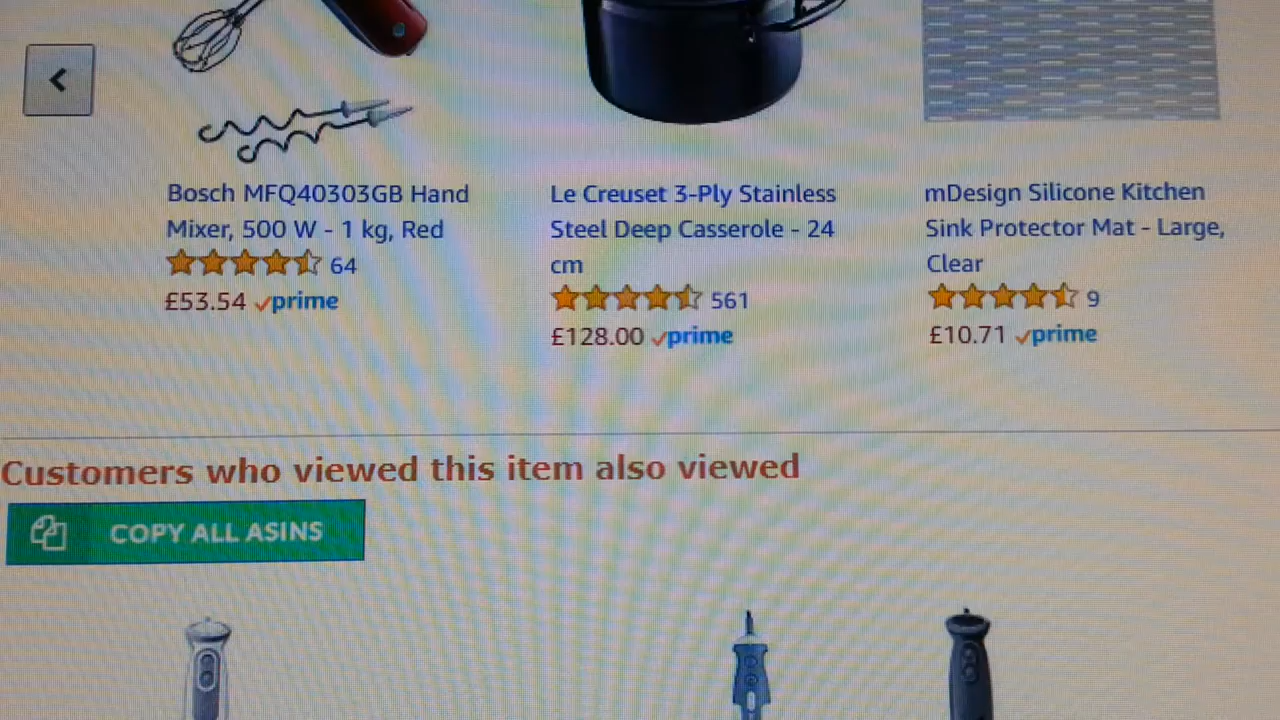 Bosch MFQ40303GB Hand
Mixer, 500 W - 1 kg, Red
64
£53.54 prime
Le Creuset 3-Ply Stainless
Steel Deep Casserole - 24
cm
561
£128.00 prime
mDesign Silicone Kitchen
Sink Protector Mat - Large,
Clear
9
£10.71 prime
Customers who viewed this item also viewed
COPY ALL ASINS